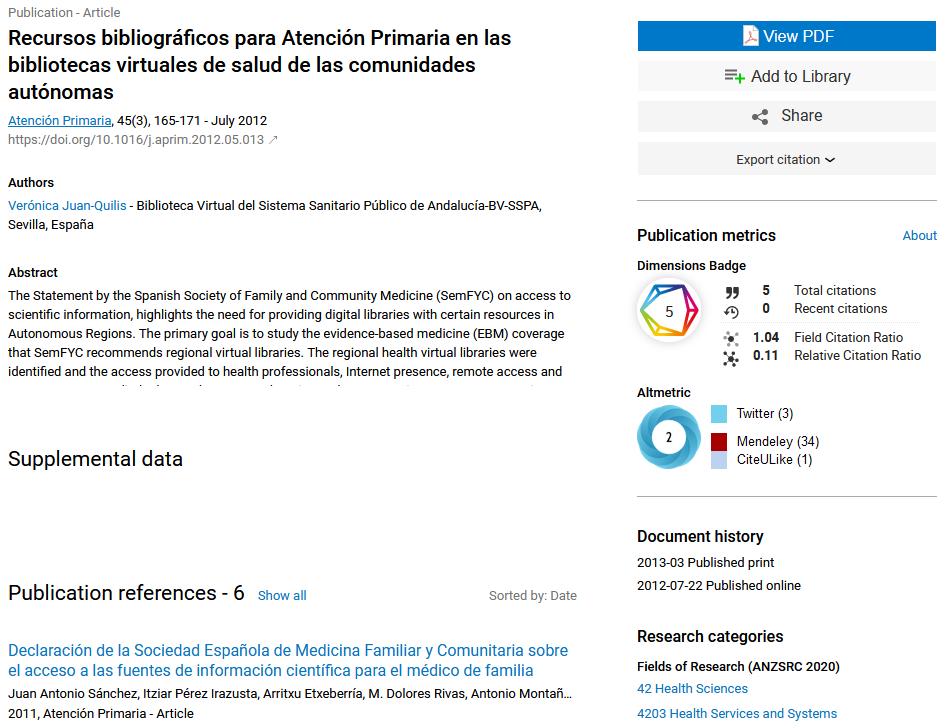 Publication - Article
Recursos bibliográficos para Atención Primaria en las
bibliotecas virtuales de salud de las comunidades
autónomas
Atención Primaria, 45(3), 165-171 - July 2012
https://doi.org/10.1016/j.aprim.2012.05.013
Authors
Verónica Juan-Quilis - Biblioteca Virtual del Sistema Sanitario Público de Andalucía-BV-SSPA,
Sevilla, España
Abstract
The Statement by the Spanish Society of Family and Community Medicine (SemFYC) on access to
scientific information, highlights the need for providing digital libraries with certain resources in
Autonomous Regions. The primary goal is to study the evidence-based medicine (EBM) coverage
that SemFYC recommends regional virtual libraries. The regional health virtual libraries were
identified and the access provided to health professionals, Internet presence, remote access and
Supplemental data
Publication references - 6 Show all Sorted by: Date
Declaración de la Sociedad Española de Medicina Familiar y Comunitaria sobre
el acceso a las fuentes de información científica para el médico de familia
Juan Antonio Sánchez, Itziar Pérez Irazusta, Arritxu Etxeberría, M. Dolores Rivas, Antonio Montañ...
2011, Atención Primaria - Article
View PDF
Add to Library
Share
Export citation
Publication metrics About
Dimensions Badge
5
5 Total citations
0 Recent citations
1.04 Field Citation Ratio
0.11 Relative Citation Ratio
Altmetric
2
Twitter (3)
Mendeley (34)
CiteULike (1)
Document history
2013-03 Published print
2012-07-22 Published online
Research categories
Fields of Research (ANZSRC 2020)
42 Health Sciences
4203 Health Services and Systems